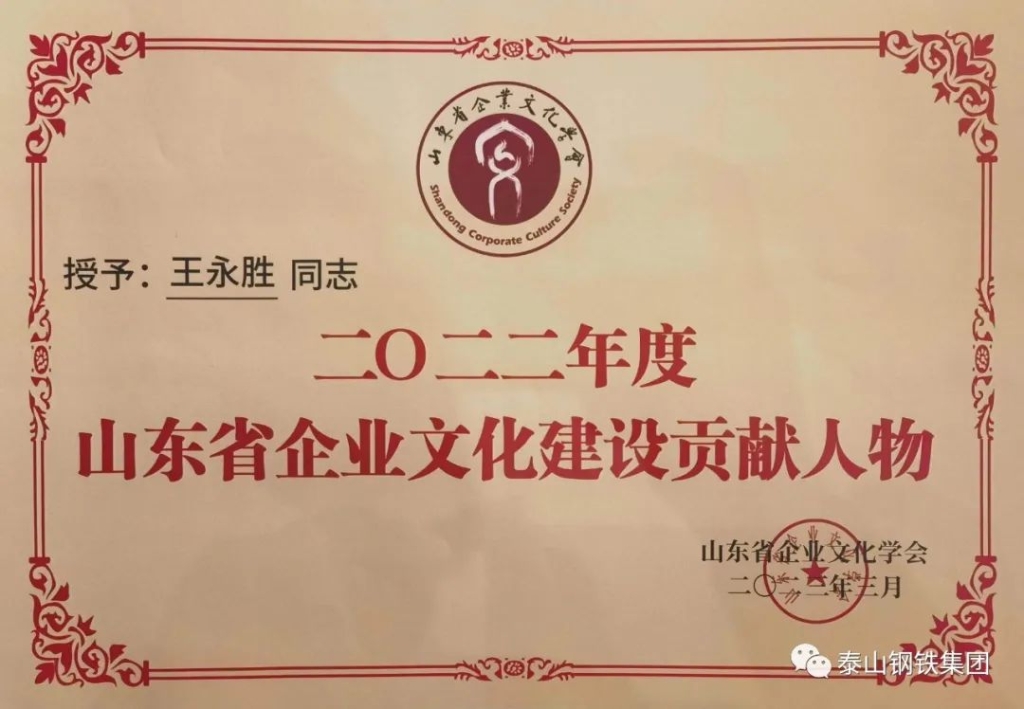 山东省企業文化学會
Shandong Corporate Culture Society
授予：王永胜 同志
二〇二二年度
山东省企业文化建设贡献人物
山东省企业文化学会
泰山钢铁集团